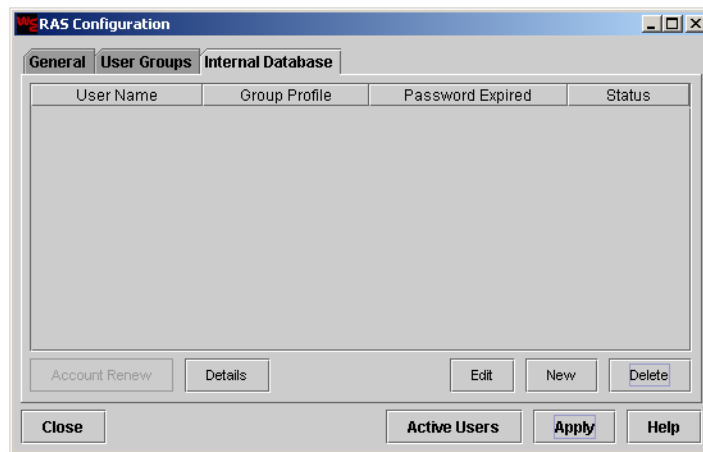 RAS Configuration
General User Groups Internal Database
User Name Group Profile Password Expired Status
Account Renew Details Edit New Delete
Close Active Users Apply Help